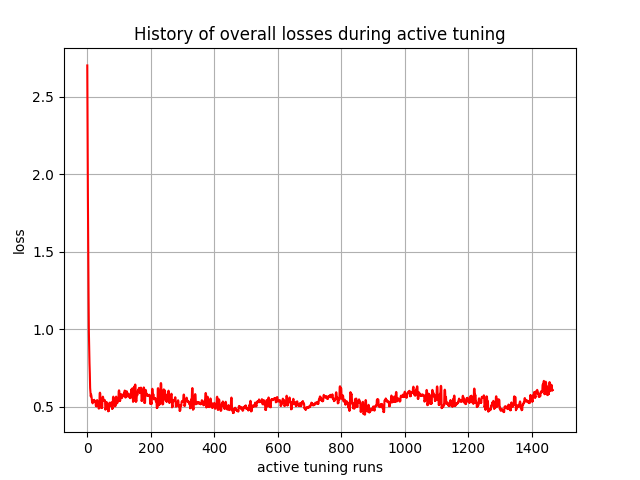 History of overall losses during active tuning
2.5
2.0
1.5
1.0
0.5
loss
0 200 400 600 800 1000 1200 1400
active tuning runs